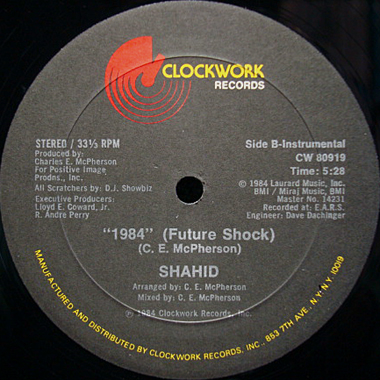 CLOCKWORK
RECORDS
STEREO / 33⅓ RPM
Produced by:
Charles E. McPherson
For Positive Image
Prodns., Inc.
All Scratchers by: D.J. Showbiz
Executive Producers:
Lloyd E. Coward, Jr.
R. Andre Perry
Side B-Instrumental
CW 80919
Time: 5:28
℗ 1984 Laurard Music, Inc.
BMI / Miraj Music, BMI
Master No. 14231
Recorded at: E.A.R.S.
Engineer: Dave Dachinger
"1984" (Future Shock)
(C. E. McPherson)
SHAHID
Arranged by: C. E. McPherson
Mixed by: C. E. McPherson
℗ 1984 Clockwork Records, Inc.
MANUFACTURED AND DISTRIBUTED BY CLOCKWORK RECORDS, INC., 853 7TH AVE., N.Y., N.Y. 10019